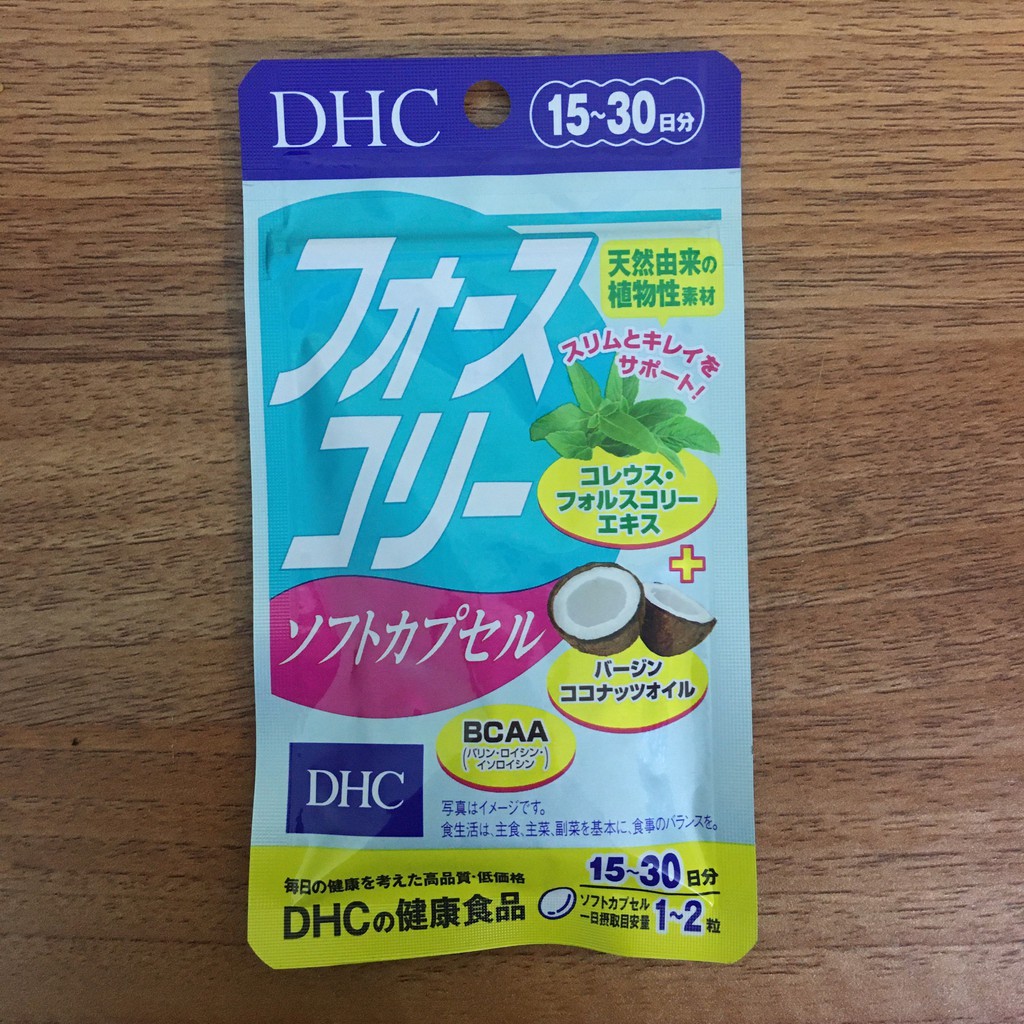 DHC
15~30日分
フォース
コリー
ソフトカプセル
天然由来の
植物性素材
スリムとキレイを
サポート!
コレウス・
フォルスコリー
エキス
+
バージン
ココナッツオイル
BCAA
(バリン・ロイシン・
イソロイシン)
DHC
写真はイメージです。
食生活は、主食、主菜、副菜を基本に、食事のバランスを。
毎日の健康を考えた高品質・低価格
DHCの健康食品
15~30日分
ソフトカプセル
一日摂取目安量 1~2粒